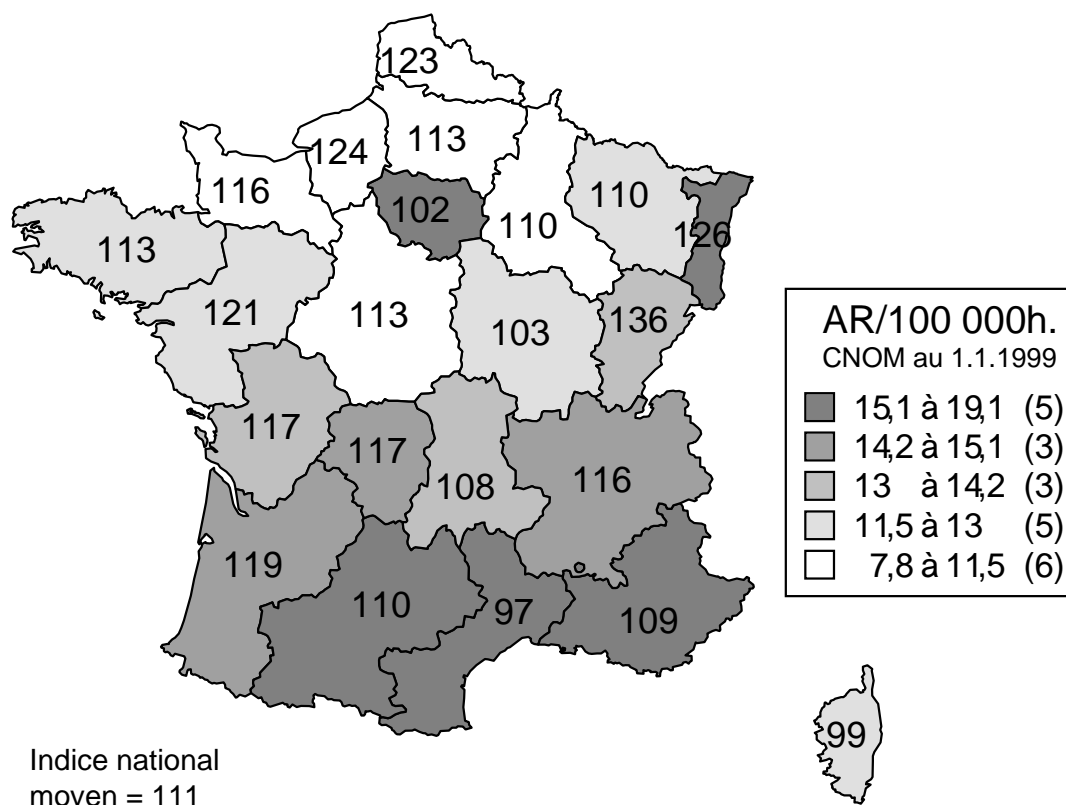 123
113
124
116
102
110
110
126
113
121
113
103
136
117
117
108
116
119
110
97
109
99
AR/100 000h.
CNOM au 1.1.1999
15,1 à 19,1 (5)
14,2 à 15,1 (3)
13 à 14,2 (3)
11,5 à 13 (5)
7,8 à 11,5 (6)
Indice national
moyen = 111